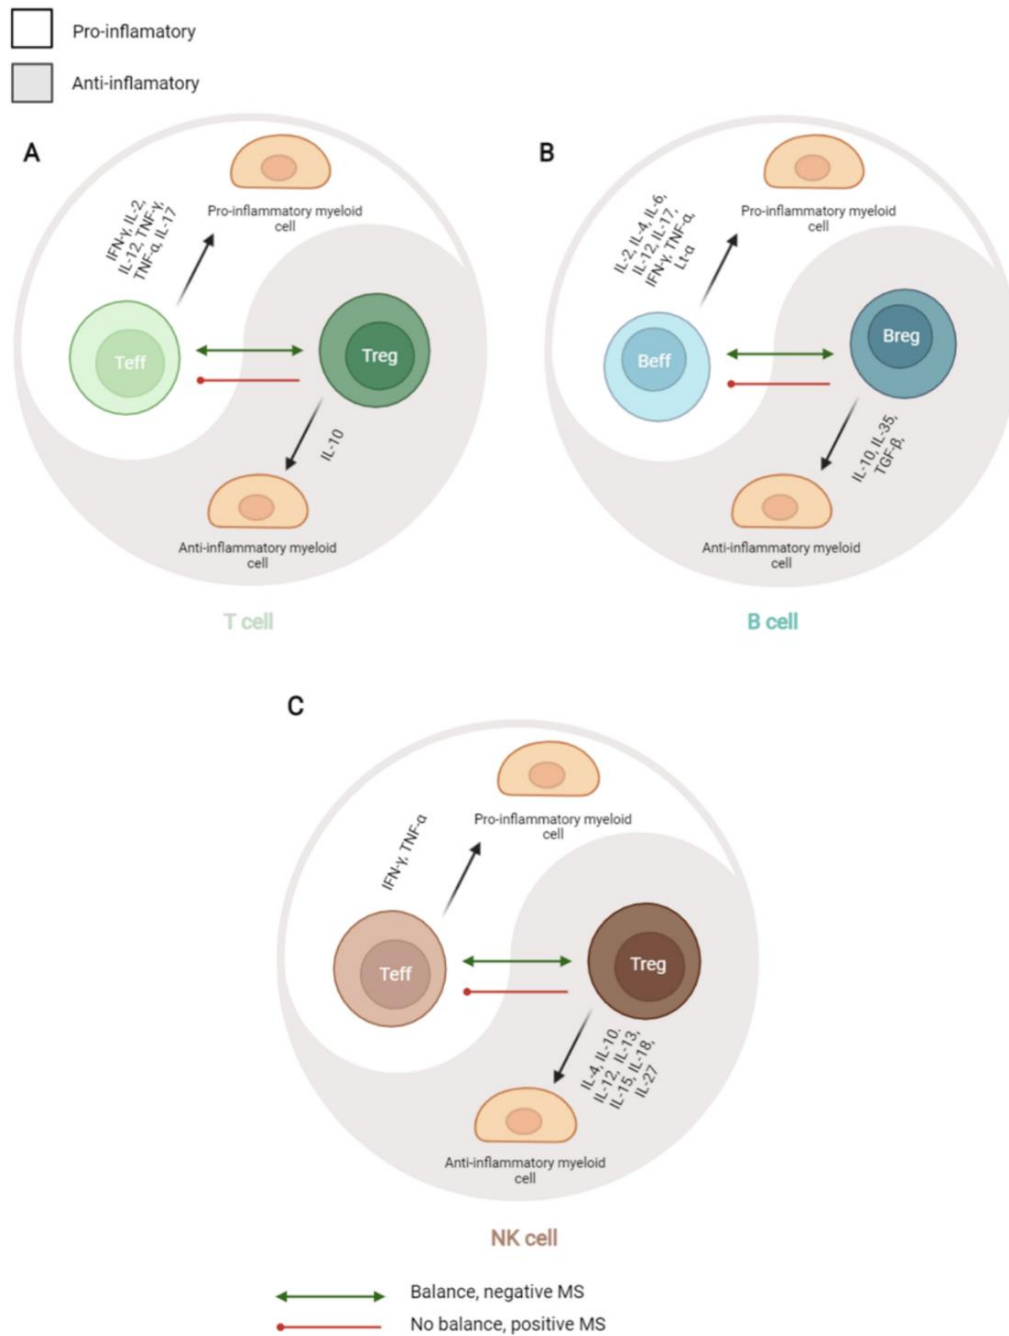 Pro-inflamatory
Anti-inflamatory
A
Pro-inflammatory myeloid
cell
IFN-γ, IL-2,
IL-12, TNF-γ,
TNF-α, IL-17
Teff
Treg
IL-10
Anti-inflammatory myeloid
cell
T cell
B
Pro-inflammatory myeloid
cell
IL-2, IL-4, IL-6,
IL-12, IL-17,
IFN-γ, TNF-α,
Lt-α
Beff
Breg
IL-10, IL-35,
TGF-β,
Anti-inflammatory myeloid
cell
B cell
C
Pro-inflammatory myeloid
cell
IFN-γ, TNF-α
Teff
Treg
IL-4, IL-10.
IL-12, IL-13,
IL-15, IL-18,
IL-27
Anti-inflammatory myeloid
cell
NK cell
Balance, negative MS
No balance, positive MS